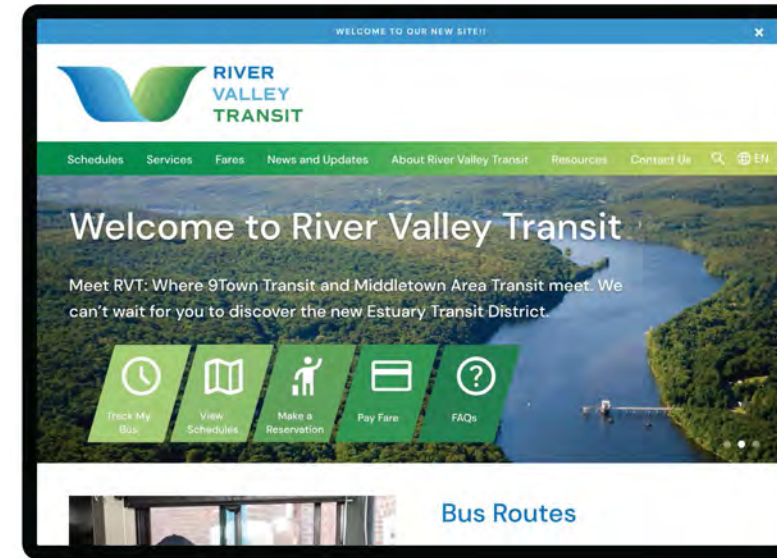 WELCOME TO OUR NEW SITE!!
RIVER
VALLEY
TRANSIT
Schedules Services Fares News and Updates About River Valley Transit Resources Contact Us EN
Welcome to River Valley Transit
Meet RVT: Where 9Town Transit and Middletown Area Transit meet. We
can't wait for you to discover the new Estuary Transit District.
Track My
Bus
View
Schedules
Make a
Reservation
Pay Fare
FAQs
Bus Routes